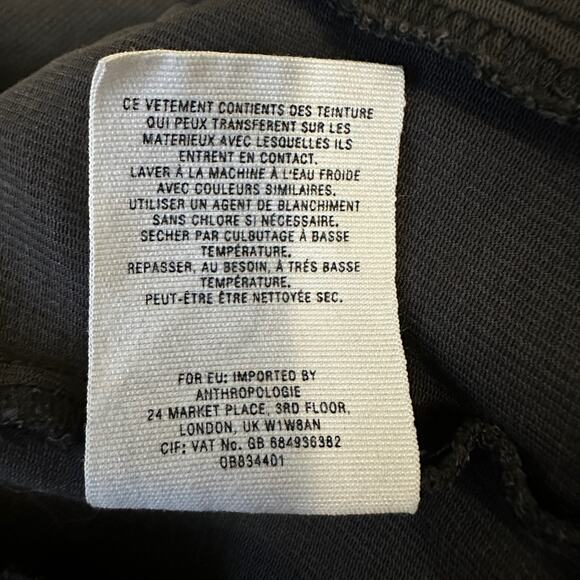 CE VETEMENT CONTIENTS DES TEINTURE
QUI PEUX TRANSFERENT SUR LES
MATERIEUX AVEC LESQUELLES ILS
ENTRENT EN CONTACT.
LAVER À LA MACHINE À L'EAU FROIDE
AVEC COULEURS SIMILAIRES.
UTILISER UN AGENT DE BLANCHIMENT
SANS CHLORE SI NÉCESSAIRE.
SECHER PAR CULBUTAGE À BASSE
TEMPÉRATURE.
REPASSER, AU BESOIN, À TRÉS BASSE
TEMPÉRATURE.
PEUT-ÊTRE ÊTRE NETTOYÉE SEC.
FOR EU: IMPORTED BY
ANTHROPOLOGIE
24 MARKET PLACE, 3RD FLOOR,
LONDON, UK W1W8AN
CIF: VAT No. GB 684936382
OB834401